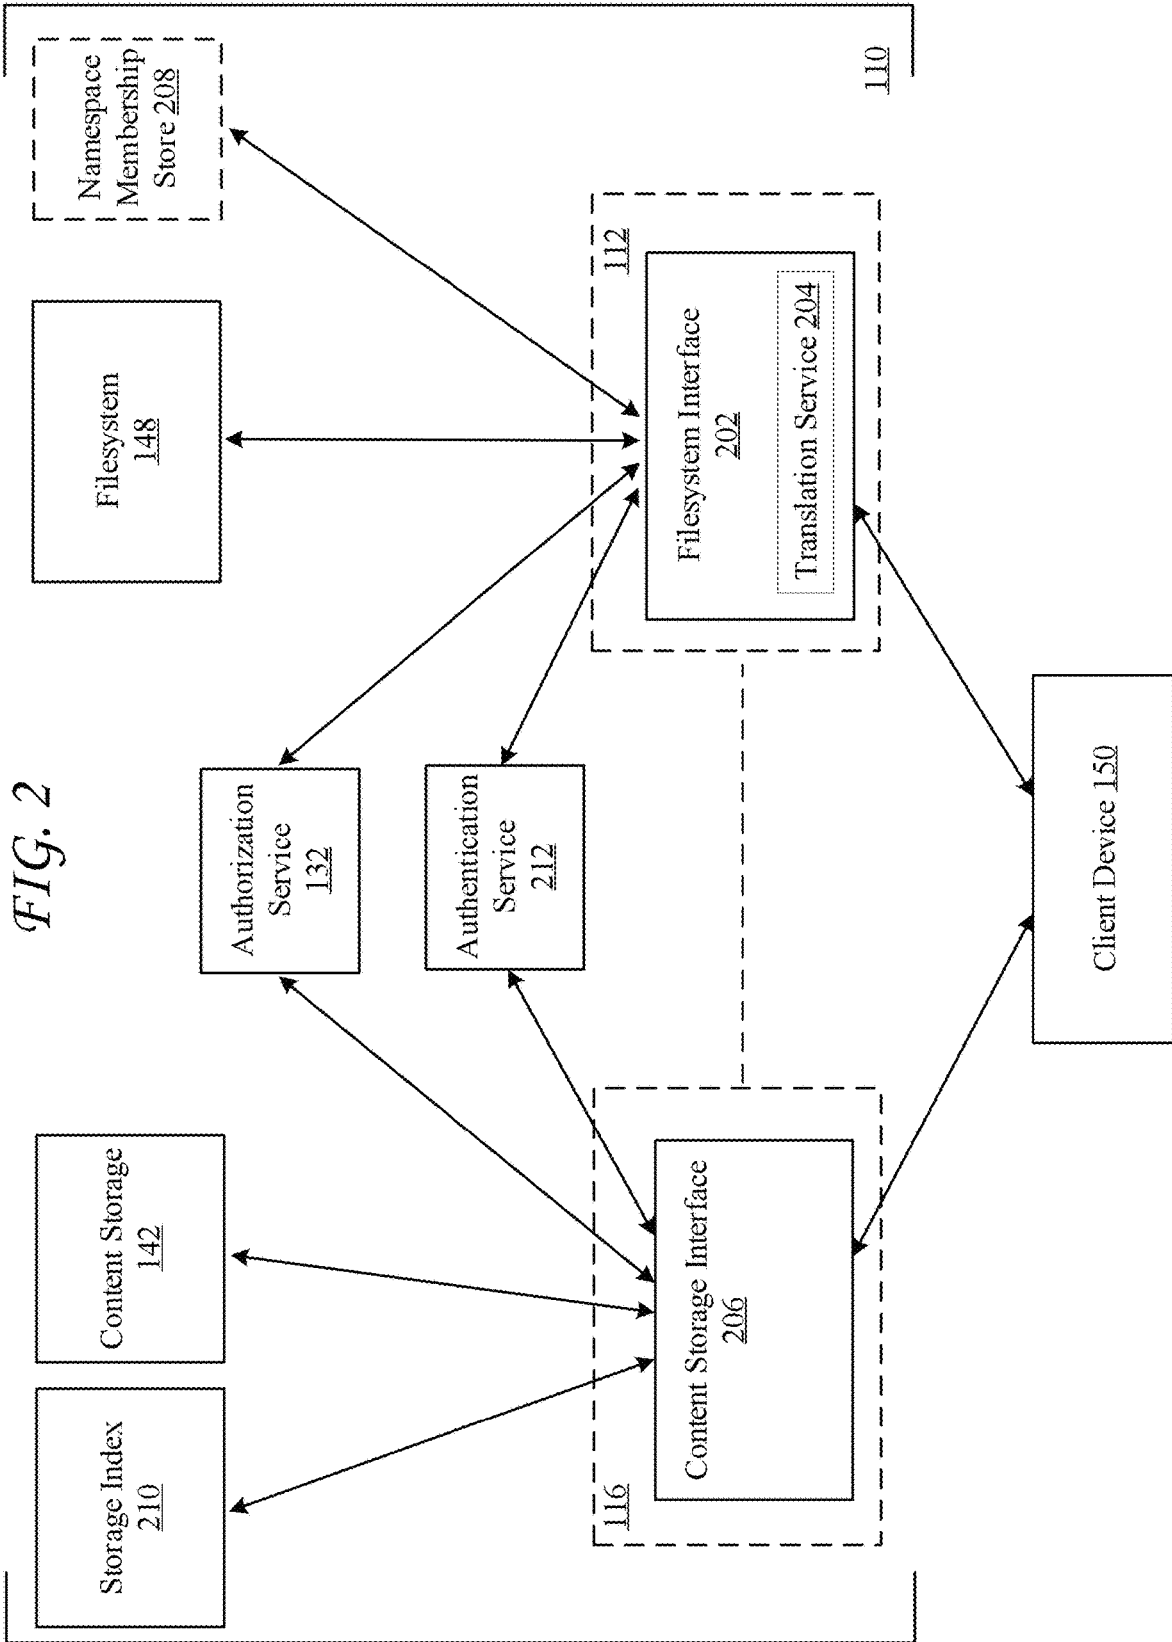 FIG. 2
Storage Index
210
Content Storage
142
Authorization
Service
132
Authentication
Service
212
Filesystem
148
Namespace
Membership
Store 208
116
Content Storage Interface
206
112
Filesystem Interface
202
Translation Service 204
110
Client Device 150